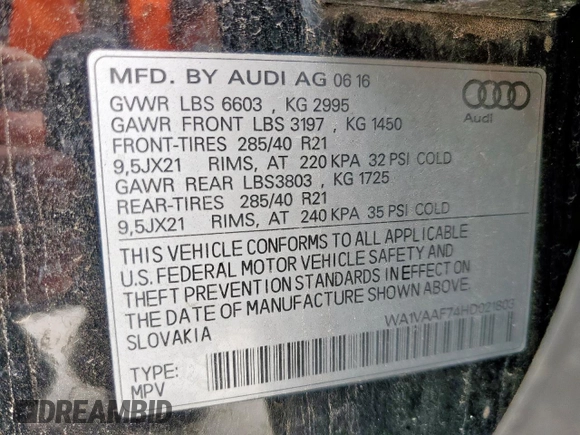 MFD. BY AUDI AG 06 16
GVWR LBS 6603 , KG 2995
GAWR FRONT LBS 3197 , KG 1450
FRONT-TIRES 285/40 R21
9,5JX21 RIMS, AT 220 KPA 32 PSI COLD
GAWR REAR LBS3803 , KG 1725
REAR-TIRES 285/40 R21
9,5JX21 RIMS, AT 240 KPA 35 PSI COLD
Audi
THIS VEHICLE CONFORMS TO ALL APPLICABLE
U.S. FEDERAL MOTOR VEHICLE SAFETY AND
THEFT PREVENTION STANDARDS IN EFFECT ON
THE DATE OF MANUFACTURE SHOWN ABOVE.
SLOVAKIA
WA1VAAF74HD021803
TYPE:
MPV
DREAMBID